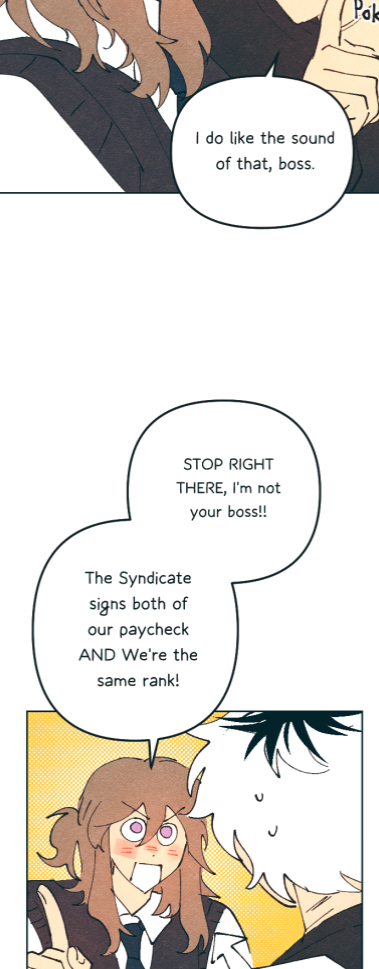 I do like the sound
of that, boss.
STOP RIGHT
THERE, I'm not
your boss!!
The Syndicate
signs both of
our paycheck
AND We're the
same rank!